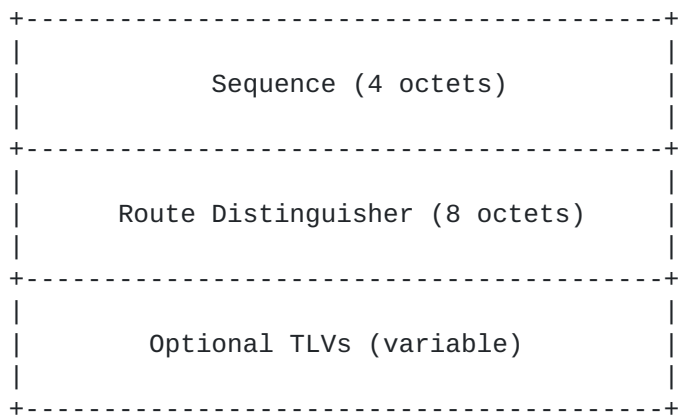 Sequence (4 octets)
Route Distinguisher (8 octets)
Optional TLVs (variable)